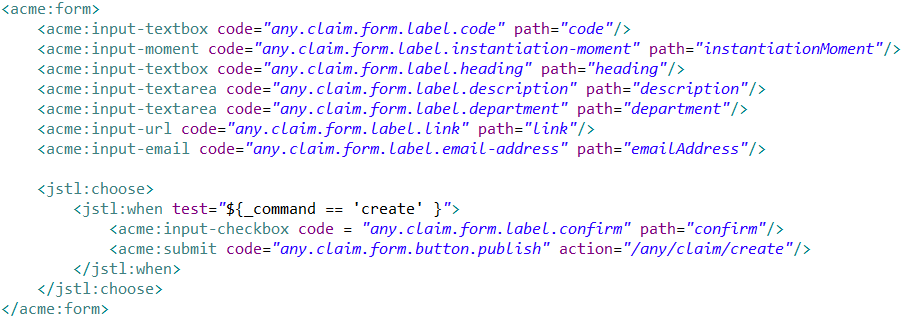 <acme:form>
    <acme:input-textbox code="any.claim.form.label.code" path="code"/>
    <acme:input-moment code="any.claim.form.label.instantiation-moment" path="instantiationMoment"/>
    <acme:input-textbox code="any.claim.form.label.heading" path="heading"/>
    <acme:input-textarea code="any.claim.form.label.description" path="description"/>
    <acme:input-textarea code="any.claim.form.label.department" path="department"/>
    <acme:input-url code="any.claim.form.label.link" path="link"/>
    <acme:input-email code="any.claim.form.label.email-address" path="emailAddress"/>

    <jstl:choose>
        <jstl:when test="${_command == 'create' }">
            <acme:input-checkbox code = "any.claim.form.label.confirm" path="confirm"/>
            <acme:submit code="any.claim.form.button.publish" action="/any/claim/create"/>
        </jstl:when>
    </jstl:choose>
</acme:form>